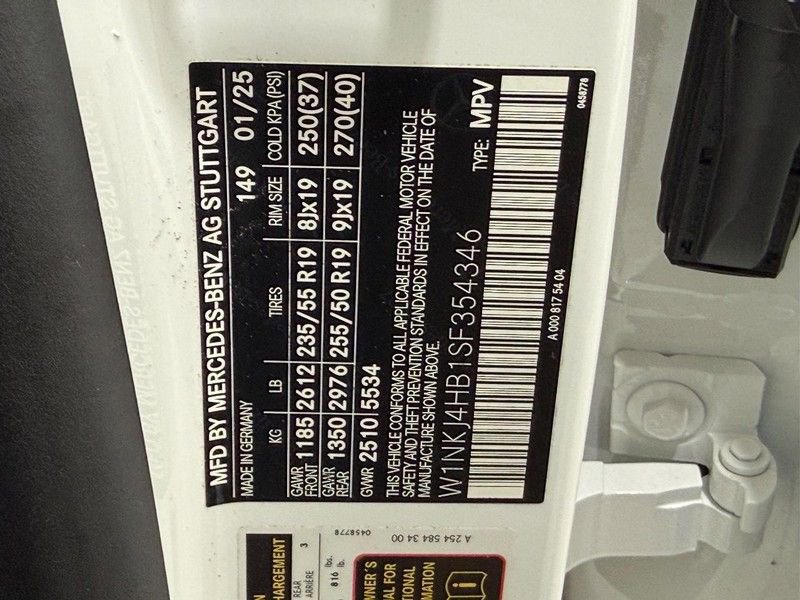 MFD BY MERCEDES-BENZ AG STUTTGART
MADE IN GERMANY 149 01/25
KG LB TIRES RIM SIZE COLD KPA(PSI)
GAWR FRONT 1185 2612 235/55 R19 8Jx19 250(37)
GAWR REAR 1350 2976 255/50 R19 9Jx19 270(40)
GVWR 2510 5534
THIS VEHICLE CONFORMS TO ALL APPLICABLE FEDERAL MOTOR VEHICLE
SAFETY AND THEFT PREVENTION STANDARDS IN EFFECT ON THE DATE OF
MANUFACTURE SHOWN ABOVE.
W1NKJ4HB1SF354346 TYPE: MPV
A 000 817 54 04
0458778
CHARGEMENT
REAR
ARRIÈRE 3
816 lbs.
lb.
0458778
A 254 584 34 00